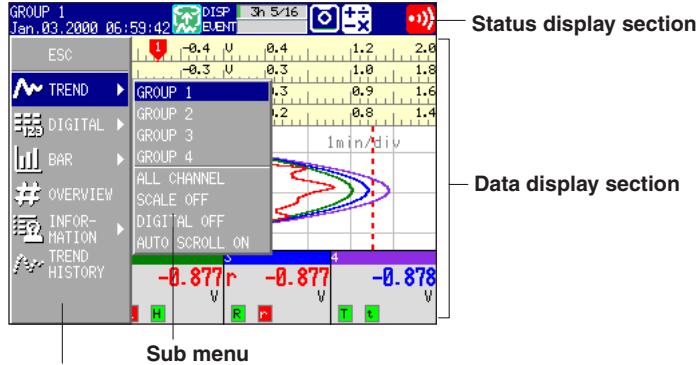 GROUP 1
Jan.03.2000 06:59:42
DISP
EVENT
3h 5/16
Status display section
ESC
1
-0.4 V 0.4 1.2 2.0
-0.3 V 0.3 1.0 1.8
0.3 0.9 1.6
0.2 0.8 1.4
TREND
DIGITAL
BAR
OVERVIEW
INFOR-
MATION
TREND
HISTORY
GROUP 1
GROUP 2
GROUP 3
GROUP 4
ALL CHANNEL
SCALE OFF
DIGITAL OFF
AUTO SCROLL ON
1min/div
Data display section
4
-0.877 r -0.877 -0.878
V V V
H R r T t
Sub menu